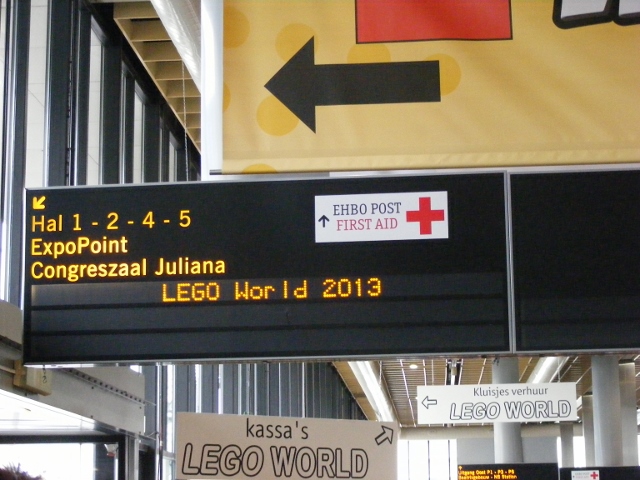 Hal 1 - 2 - 4 - 5
ExpoPoint
Congreszaal Juliana
LEGO World 2013
EHBO POST
FIRST AID
Kluisjes verhuur
LEGO WORLD
kassa's
LEGO WORLD